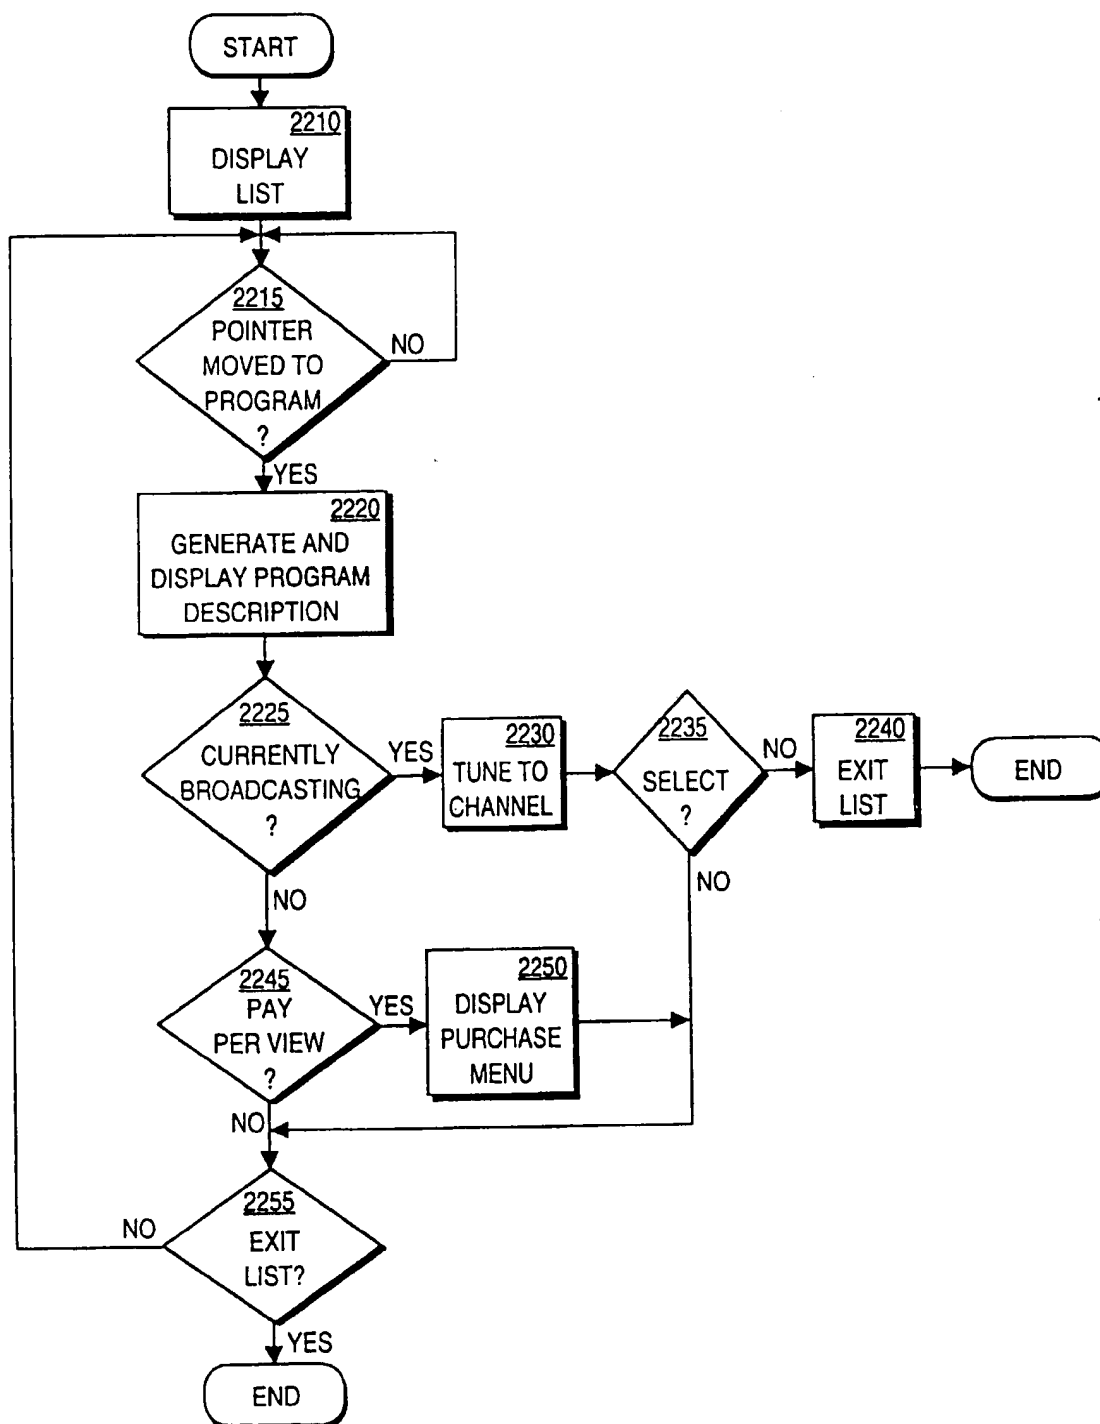 START
2210
DISPLAY
LIST
2215
POINTER
MOVED TO
PROGRAM
?
NO
YES
2220
GENERATE AND
DISPLAY PROGRAM
DESCRIPTION
2225
CURRENTLY
BROADCASTING
?
YES
2230
TUNE TO
CHANNEL
2235
SELECT
?
NO
2240
EXIT
LIST
END
NO
NO
2245
PAY
PER VIEW
?
YES
2250
DISPLAY
PURCHASE
MENU
NO
2255
EXIT
LIST?
NO
YES
END